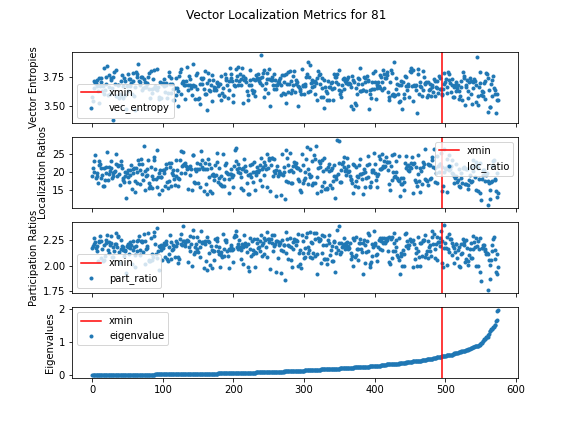 Vector Localization Metrics for 81
Vector Entropies
3.75
3.50
xmin
vec_entropy
Localization Ratios
25
20
15
xmin
loc_ratio
Participation Ratios
2.25
2.00
1.75
xmin
part_ratio
Eigenvalues
2
1
0
xmin
eigenvalue
0 100 200 300 400 500 600